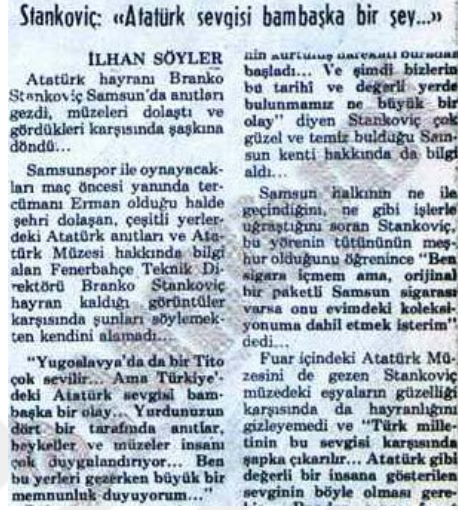 Stankoviç: «Atatürk sevgisi bambaşka bir şey...»
İLHAN SÖYLER
Atatürk hayranı Branko
Stankoviç Samsun'da anıtları
gezdi, müzeleri dolaştı ve
gördükleri karşısında şaşkına
döndü...
Samsunspor ile oynayacak-
ları maç öncesi yanında ter-
cümanı Erman olduğu halde
şehri dolaşan, çeşitli yerler-
deki Atatürk anıtları ve Ata-
türk Müzesi hakkında bilgi
alan Fenerbahçe Teknik Di-
rektörü Branko Stankoviç
hayran kaldığı görüntüler
karşısında şunları söylemek-
ten kendini alamadı...
"Yugoslavya'da da bir Tito
çok sevilir... Ama Türkiye'-
deki Atatürk sevgisi bam-
başka bir olay... Yurdunuzun
dört bir tarafında anıtlar,
heykeller ve müzeler insanı
çok duygulandırıyor... Ben
bu yerleri gezerken büyük bir
memnunluk duyuyorum..."
nin kurtuluş harekatı buradan
başladı... Ve şimdi bizlerin
bu tarihî ve değerli yerde
bulunmamız ne büyük bir
olay" diyen Stankoviç çok
güzel ve temiz bulduğu Sam-
sun kenti hakkında da bilgi
aldı...
Samsun halkının ne ile
geçindiğini, ne gibi işlerle
uğraştığını soran Stankoviç,
bu yörenin tütününün meş-
hur olduğunu öğrenince "Ben
sigara içmem ama, orijinal
bir paketli Samsun sigarası
varsa onu evimdeki koleksi-
yonuma dahil etmek isterim"
dedi...
Fuar içindeki Atatürk Mü-
zesini de gezen Stankoviç
müzedeki eşyaların güzelliği
karşısında da hayranlığını
gizleyemedi ve "Türk mille-
tinin bu sevgisi karşısında
şapka çıkarılır... Atatürk gibi
değerli bir insana gösterilen
sevginin böyle olması gere-